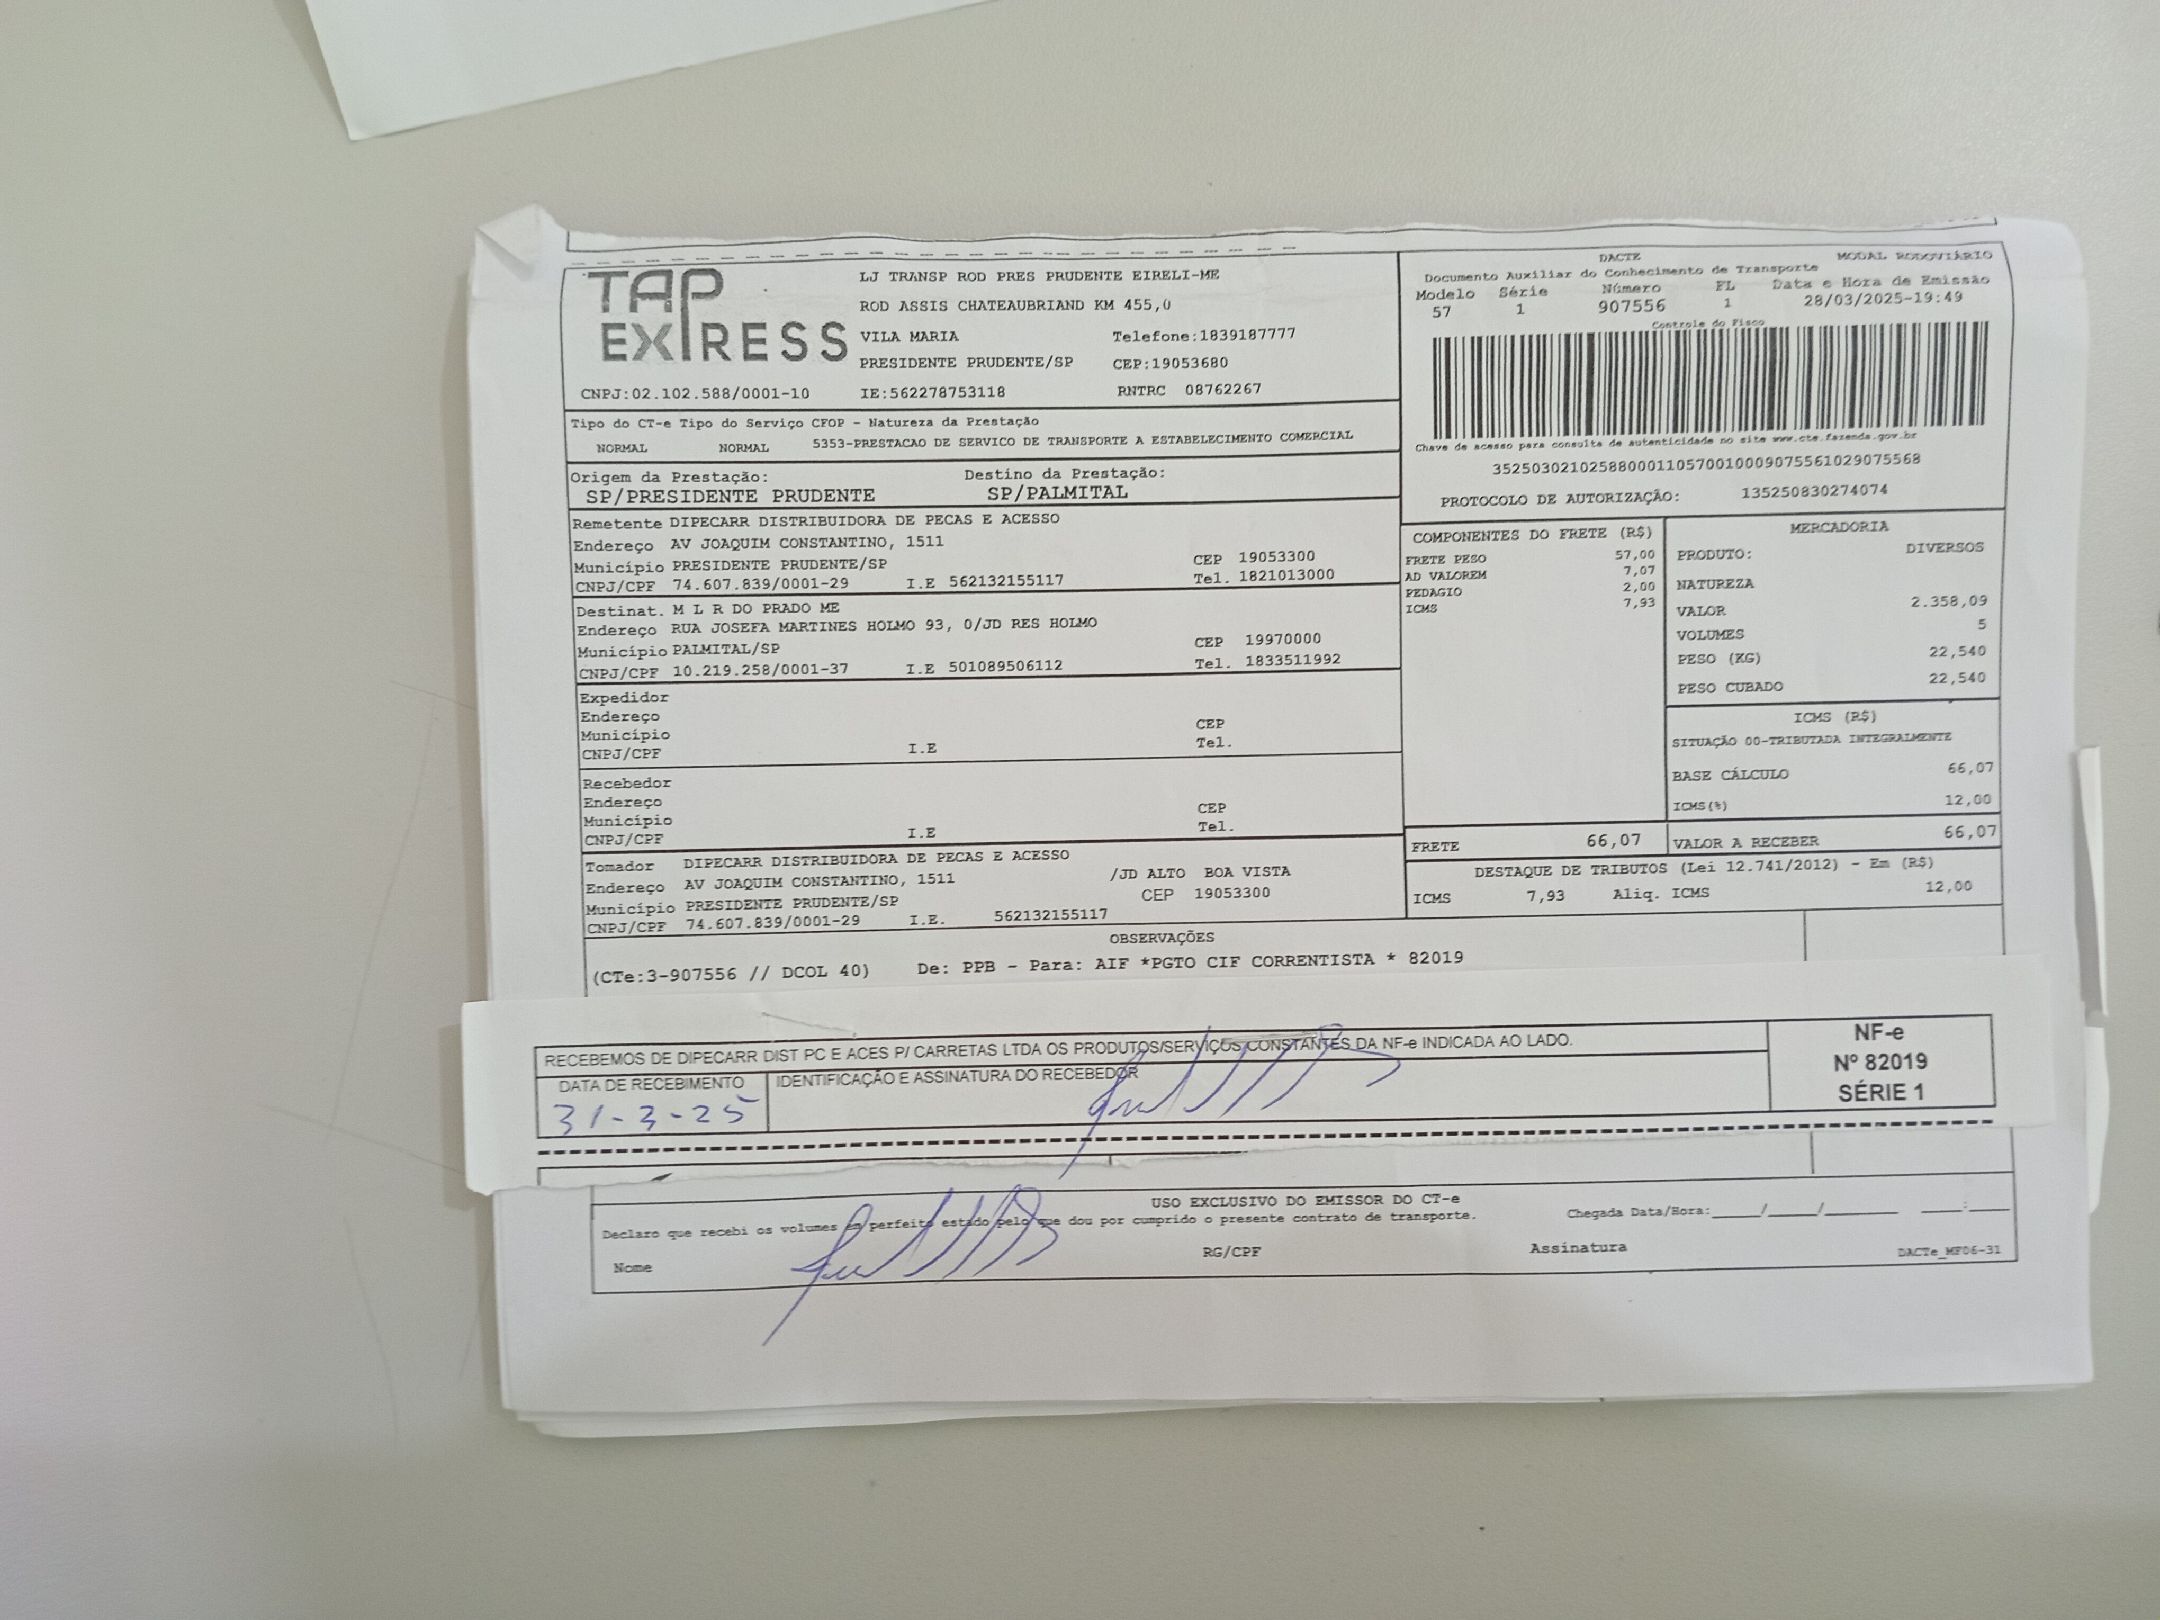 TAP EXPRESS
LJ TRANSP ROD PRES PRUDENTE EIRELI-ME
ROD ASSIS CHATEAUBRIAND KM 455,0
VILA MARIA Telefone:1839187777
PRESIDENTE PRUDENTE/SP CEP:19053680
CNPJ:02.102.588/0001-10 IE:562278753118 RNTRC 08762267
DACTE MODAL RODOVIÁRIO
Documento Auxiliar do Conhecimento de Transporte
Modelo Série Número FL Data e Hora de Emissão
57 1 907556 1 28/03/2025-19:49
Controle do Fisco
Chave de acesso para consulta de autenticidade no site www.cte.fazenda.gov.br
35250302102588000110570010009075561029075568
PROTOCOLO DE AUTORIZAÇÃO: 135250830274074
Tipo do CT-e Tipo do Serviço CFOP - Natureza da Prestação
NORMAL NORMAL 5353-PRESTACAO DE SERVICO DE TRANSPORTE A ESTABELECIMENTO COMERCIAL
Origem da Prestação: Destino da Prestação:
SP/PRESIDENTE PRUDENTE SP/PALMITAL
Remetente DIPECARR DISTRIBUIDORA DE PECAS E ACESSO
Endereço AV JOAQUIM CONSTANTINO, 1511
Município PRESIDENTE PRUDENTE/SP CEP 19053300
CNPJ/CPF 74.607.839/0001-29 I.E 562132155117 Tel. 1821013000
Destinat. M L R DO PRADO ME
Endereço RUA JOSEFA MARTINES HOLMO 93, 0/JD RES HOLMO
Município PALMITAL/SP CEP 19970000
CNPJ/CPF 10.219.258/0001-37 I.E 501089506112 Tel. 1833511992
Expedidor
Endereço
Município CEP
CNPJ/CPF I.E Tel.
Recebedor
Endereço
Município CEP
CNPJ/CPF I.E Tel.
Tomador DIPECARR DISTRIBUIDORA DE PECAS E ACESSO
Endereço AV JOAQUIM CONSTANTINO, 1511 /JD ALTO BOA VISTA
Município PRESIDENTE PRUDENTE/SP CEP 19053300
CNPJ/CPF 74.607.839/0001-29 I.E. 562132155117
COMPONENTES DO FRETE (R$)
FRETE PESO 57,00
AD VALOREM 7,07
PEDAGIO 2,00
ICMS 7,93
MERCADORIA
PRODUTO: DIVERSOS
NATUREZA
VALOR 2.358,09
VOLUMES 5
PESO (KG) 22,540
PESO CUBADO 22,540
ICMS (R$)
SITUAÇÃO 00-TRIBUTADA INTEGRALMENTE
BASE CÁLCULO 66,07
ICMS(%) 12,00
FRETE 66,07 VALOR A RECEBER 66,07
DESTAQUE DE TRIBUTOS (Lei 12.741/2012) - Em (R$)
ICMS 7,93 Aliq. ICMS 12,00
OBSERVAÇÕES
(CTe:3-907556 // DCOL 40) De: PPB - Para: AIF *PGTO CIF CORRENTISTA * 82019
RECEBEMOS DE DIPECARR DIST PC E ACES P/ CARRETAS LTDA OS PRODUTOS/SERVIÇOS CONSTANTES DA NF-e INDICADA AO LADO.
DATA DE RECEBIMENTO IDENTIFICAÇÃO E ASSINATURA DO RECEBEDOR
31-3-25
NF-e
Nº 82019
SÉRIE 1
USO EXCLUSIVO DO EMISSOR DO CT-e
Declaro que recebi os volumes em perfeito estado pelo que dou por cumprido o presente contrato de transporte. Chegada Data/Hora:____/____/______ ____:____
Nome RG/CPF Assinatura DACTe_MF06-31